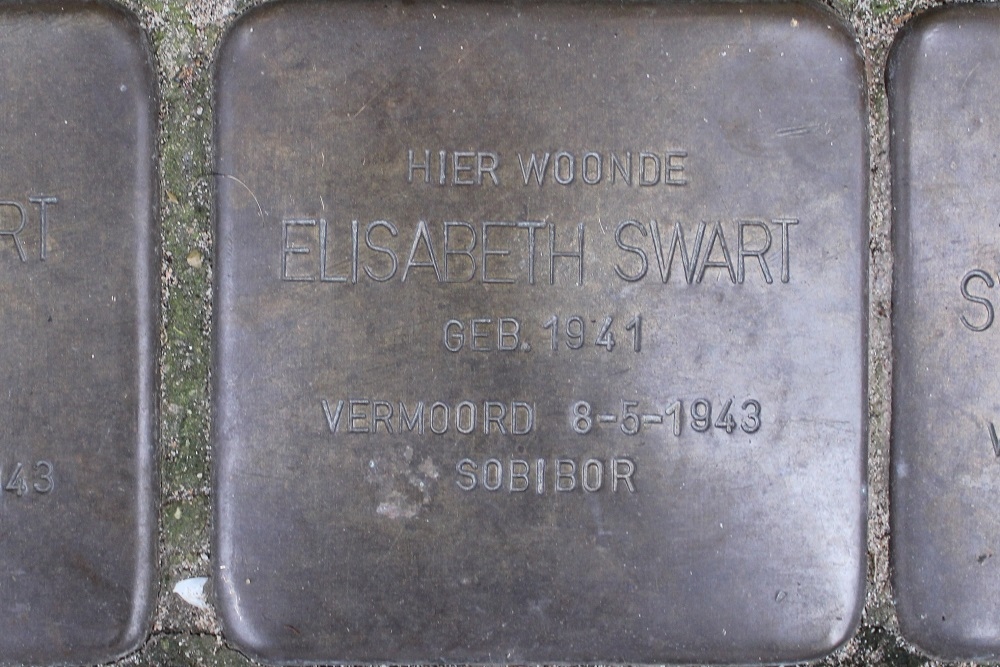 HIER WOONDE
ELISABETH SWART
GEB. 1941
VERMOORD 8-5-1943
SOBIBOR